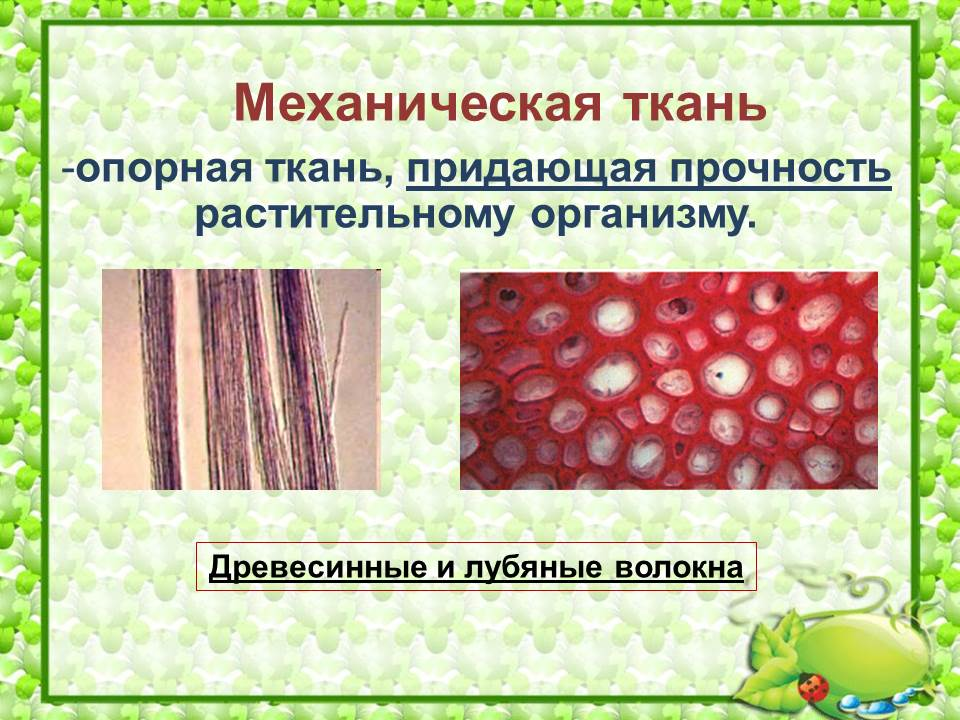 Механическая ткань
-опорная ткань, придающая прочность
растительному организму.
Древесинные и лубяные волокна